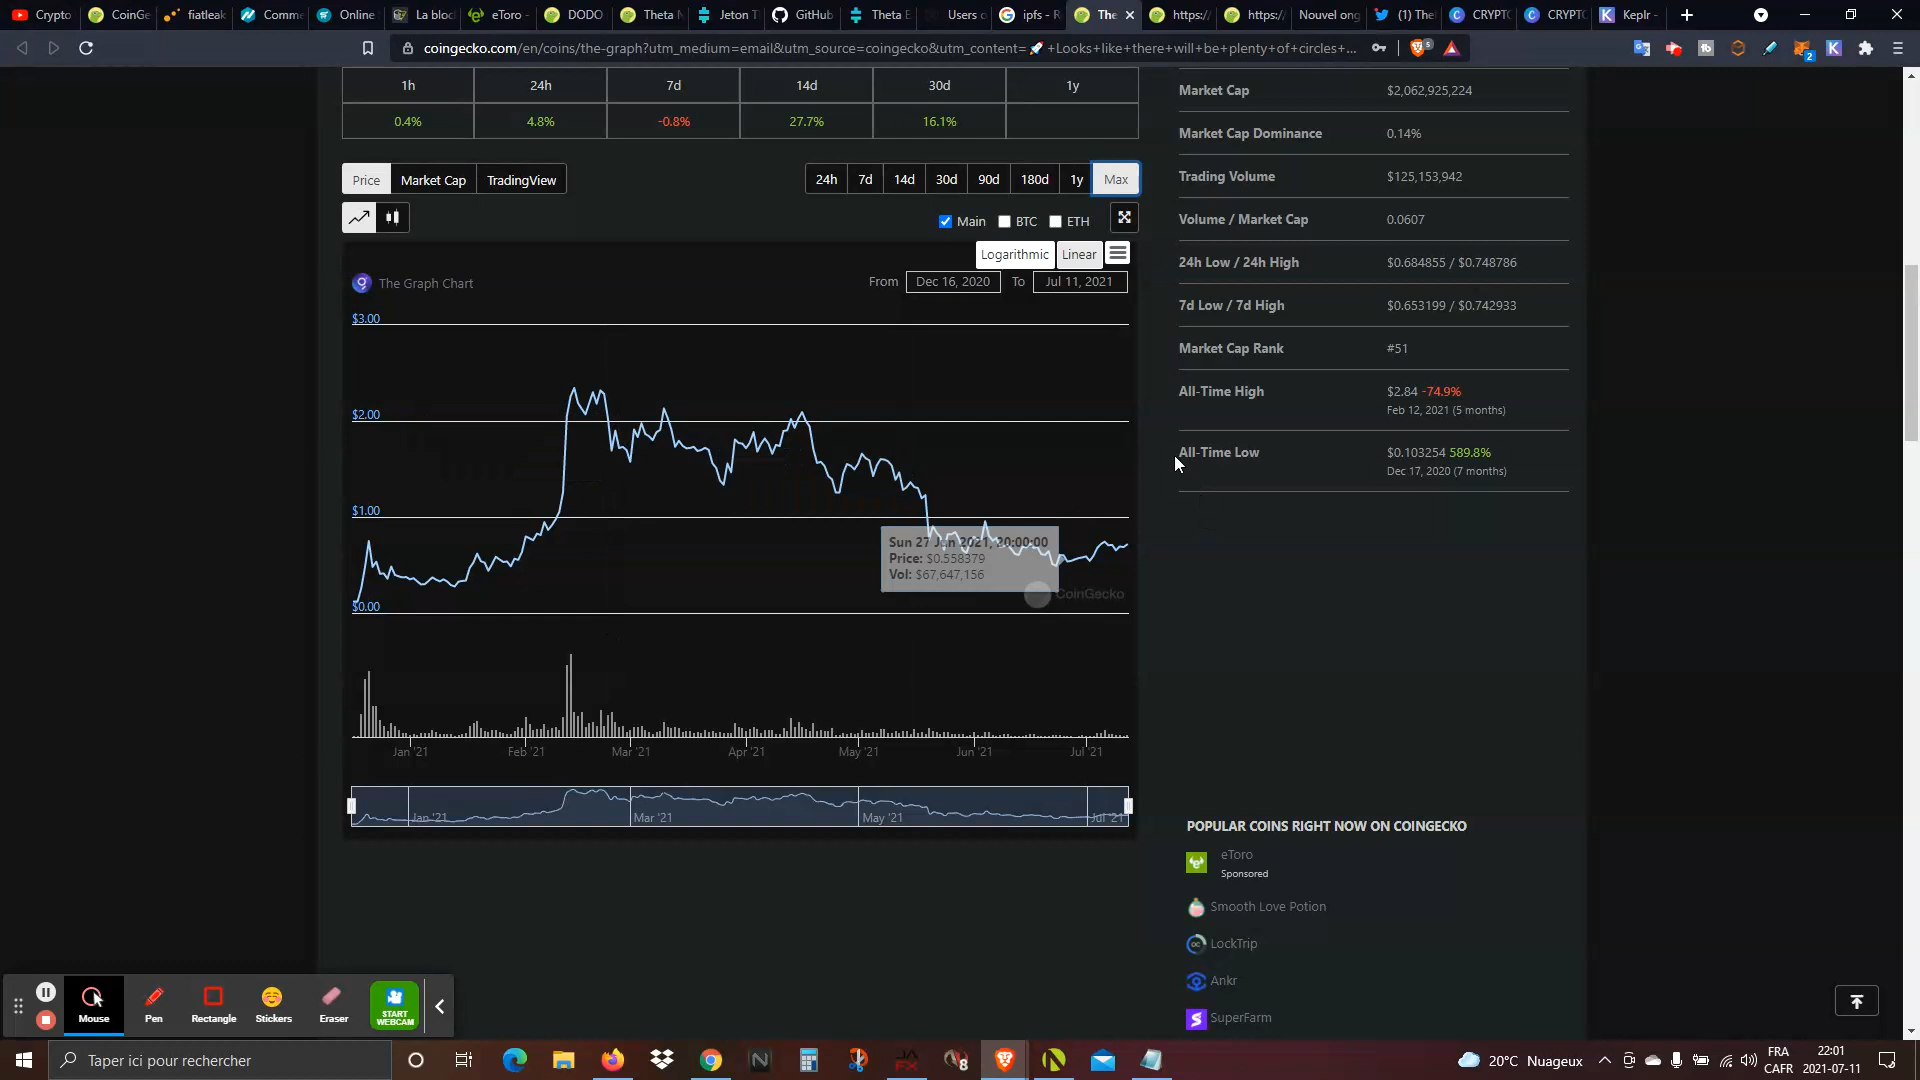 Crypto
CoinGe
fiatleak
Comme
Online
La bloc
eToro -
DODO
Theta N
Jeton T
GitHub
Theta E
Users o
ipfs - R
The
https:/
https:/
Nouvel ong
(1) The
CRYPTO
CRYPTO
Keplr -
coingecko.com/en/coins/the-graph?utm_medium=email&utm_source=coingecko&utm_content=🚀+Looks+like+there+will+be+plenty+of+circles+...
1h 24h 7d 14d 30d 1y
0.4% 4.8% -0.8% 27.7% 16.1%
Price Market Cap TradingView
24h 7d 14d 30d 90d 180d 1y Max
Main BTC ETH
Logarithmic Linear
The Graph Chart
From Dec 16, 2020 To Jul 11, 2021
$3.00
$2.00
$1.00
$0.00
Sun 27 Jun 2021, 20:00:00
Price: $0.558379
Vol: $67,647,156
CoinGecko
Jan '21 Feb '21 Mar '21 Apr '21 May '21 Jun '21 Jul '21
Jan '21 Mar '21 May '21 Jul '21
Market Cap $2,062,925,224
Market Cap Dominance 0.14%
Trading Volume $125,153,942
Volume / Market Cap 0.0607
24h Low / 24h High $0.684855 / $0.748786
7d Low / 7d High $0.653199 / $0.742933
Market Cap Rank #51
All-Time High $2.84 -74.9%
Feb 12, 2021 (5 months)
All-Time Low $0.103254 589.8%
Dec 17, 2020 (7 months)
POPULAR COINS RIGHT NOW ON COINGECKO
eToro
Sponsored
Smooth Love Potion
LockTrip
Ankr
SuperFarm
Mouse Pen Rectangle Stickers Eraser
START
WEBCAM
Taper ici pour rechercher
20°C Nuageux
FRA
CAFR
22:01
2021-07-11